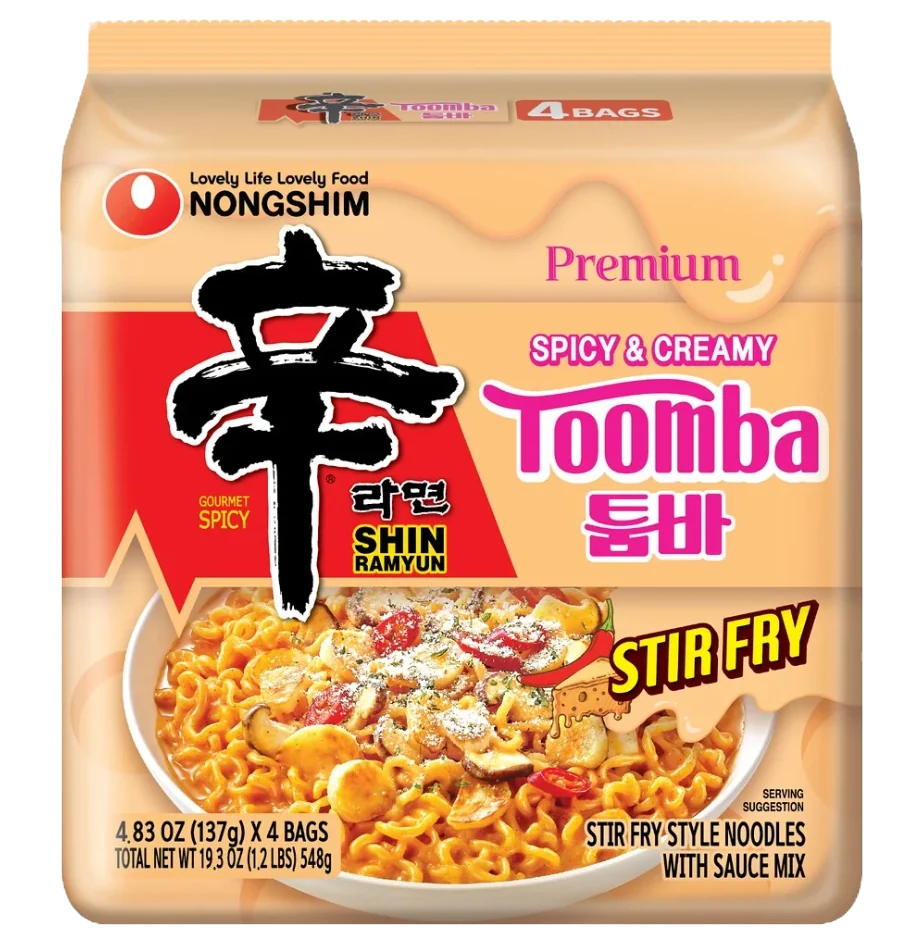 辛 Toomba 툼바 4 BAGS
Lovely Life Lovely Food
NONGSHIM
Premium
辛
SPICY & CREAMY
Toomba
툼바
GOURMET
SPICY
®
라면
SHIN
RAMYUN
STIR FRY
SERVING
SUGGESTION
4.83 OZ (137g) X 4 BAGS
TOTAL NET WT 19.3 OZ (1.2 LBS) 548g
STIR FRY STYLE NOODLES
WITH SAUCE MIX